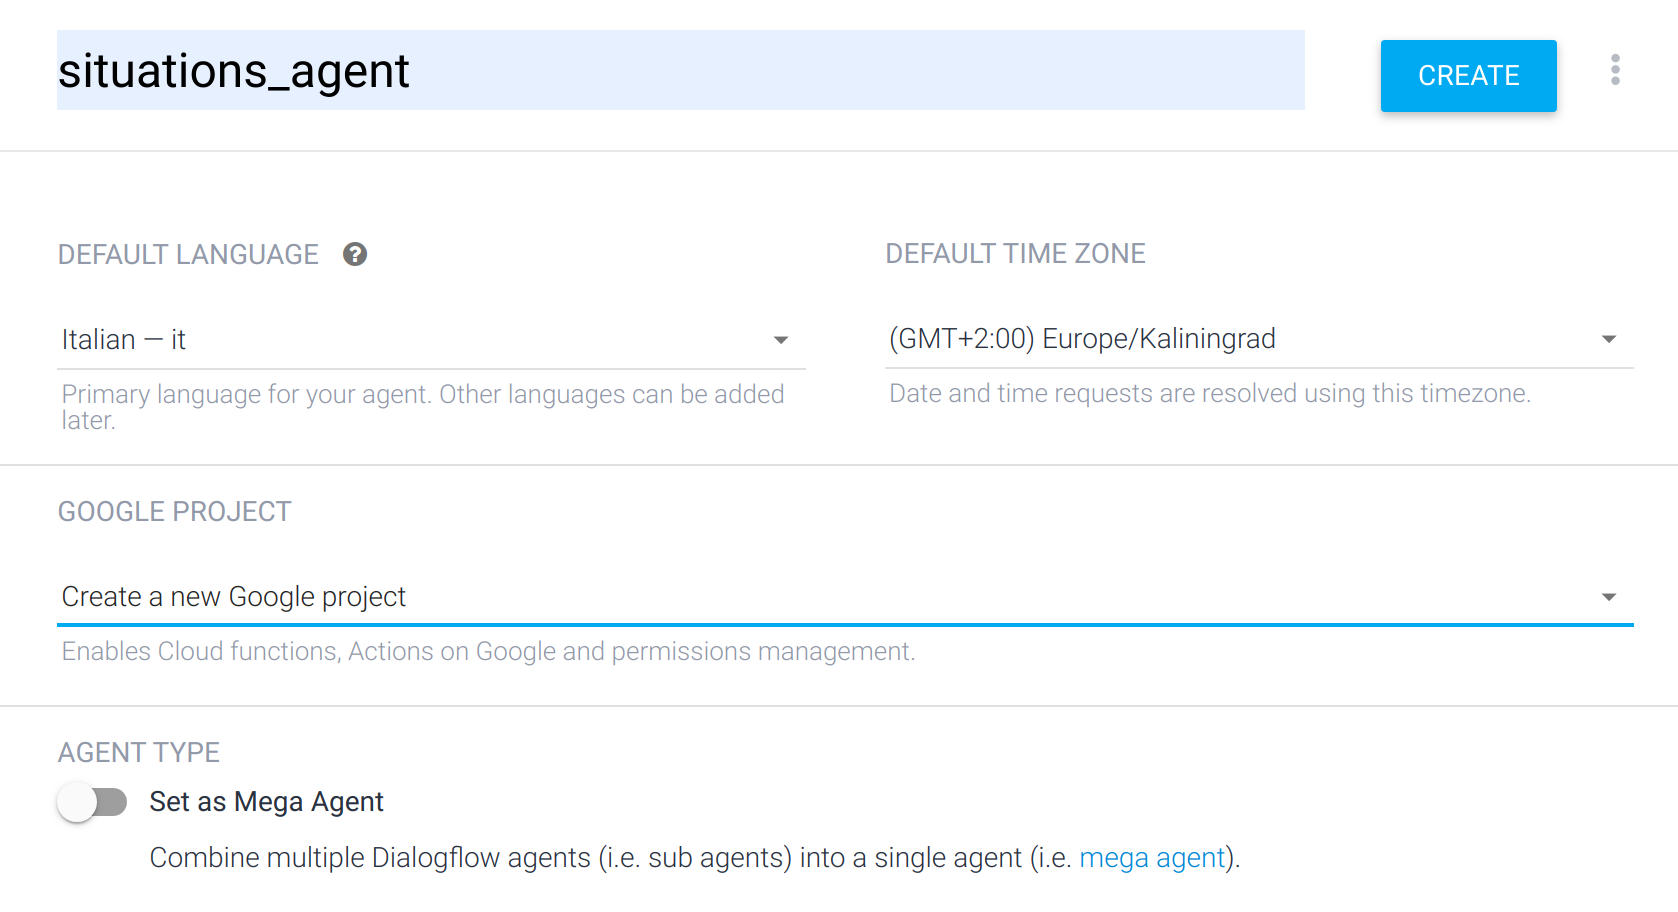 situations_agent
CREATE
DEFAULT LANGUAGE ?
DEFAULT TIME ZONE
Italian — it
(GMT+2:00) Europe/Kaliningrad
Primary language for your agent. Other languages can be added
later.
Date and time requests are resolved using this timezone.
GOOGLE PROJECT
Create a new Google project
Enables Cloud functions, Actions on Google and permissions management.
AGENT TYPE
Set as Mega Agent
Combine multiple Dialogflow agents (i.e. sub agents) into a single agent (i.e. mega agent).